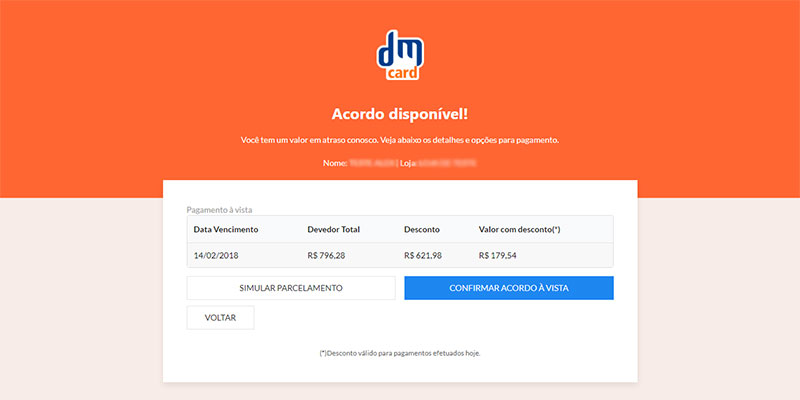 dm
card
Acordo disponível!
Você tem um valor em atraso conosco. Veja abaixo os detalhes e opções para pagamento.
Nome: | Loja:
Pagamento à vista
Data Vencimento Devedor Total Desconto Valor com desconto(*)
14/02/2018 R$ 796,28 R$ 621,98 R$ 179,54
SIMULAR PARCELAMENTO CONFIRMAR ACORDO À VISTA
VOLTAR
(*)Desconto válido para pagamentos efetuados hoje.